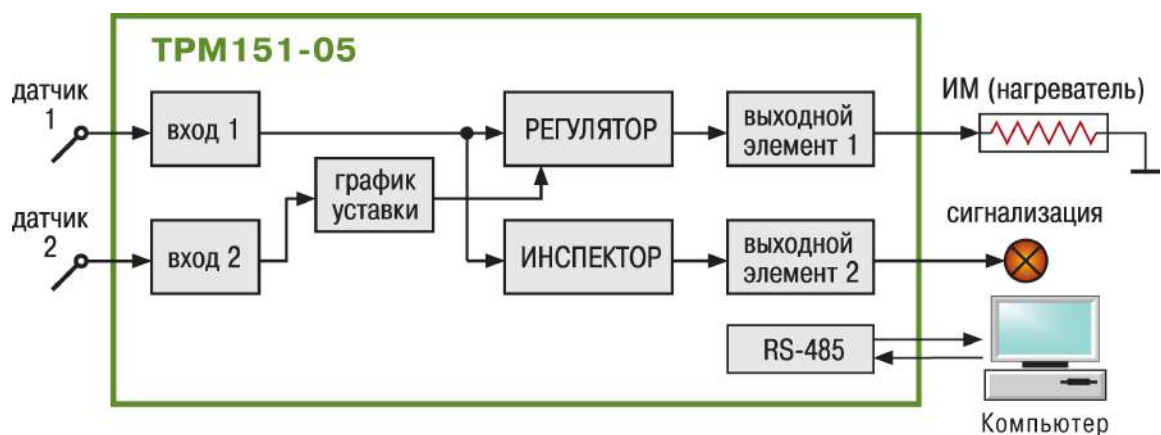 ТРМ151-05
датчик
1
вход 1
РЕГУЛЯТОР
выходной
элемент 1
ИМ (нагреватель)
график
уставки
датчик
2
вход 2
ИНСПЕКТОР
выходной
элемент 2
сигнализация
RS-485
Компьютер